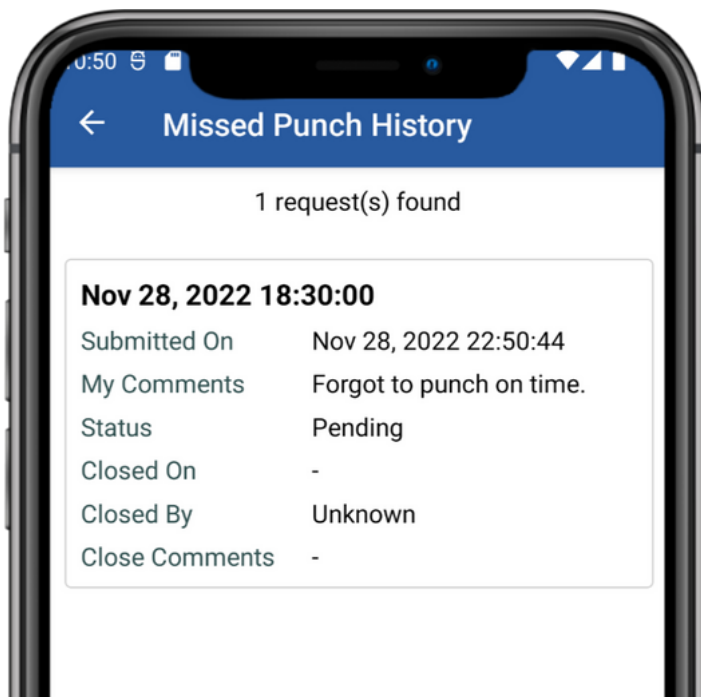 0:50
Missed Punch History
1 request(s) found
Nov 28, 2022 18:30:00
Submitted On Nov 28, 2022 22:50:44
My Comments Forgot to punch on time.
Status Pending
Closed On -
Closed By Unknown
Close Comments -